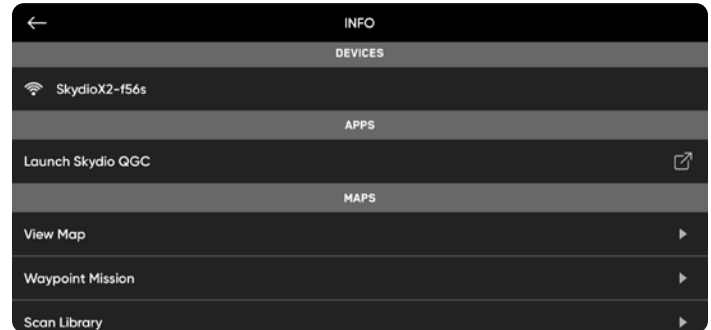 INFO
DEVICES
SkydioX2-f56s
APPS
Launch Skydio QGC
MAPS
View Map
Waypoint Mission
Scan Library